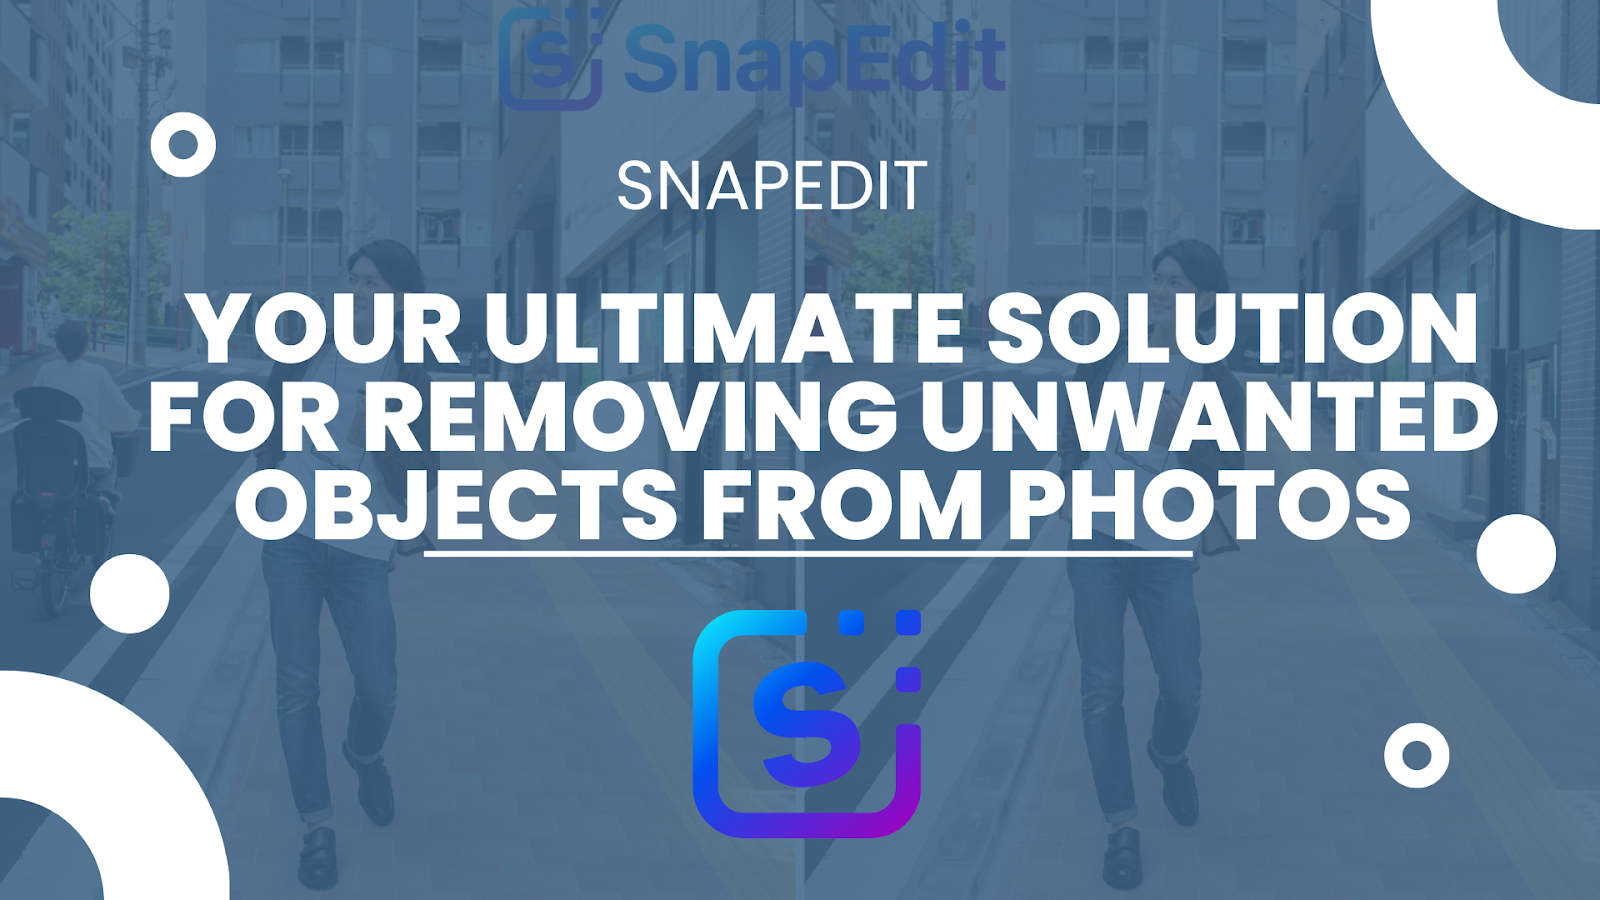 S SnapEdit
SNAPEDIT
YOUR ULTIMATE SOLUTION
FOR REMOVING UNWANTED
OBJECTS FROM PHOTOS
S